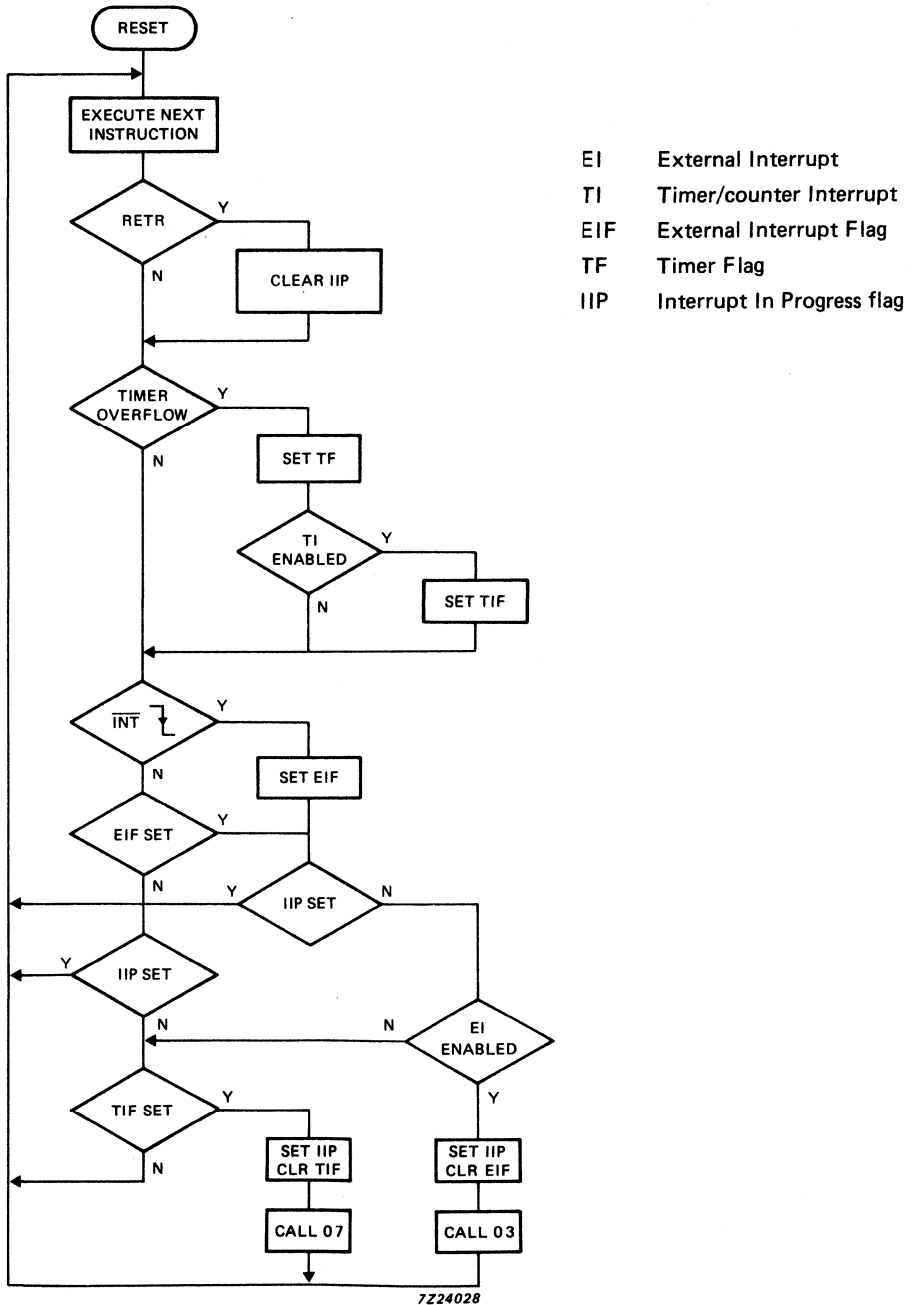 RESET
EXECUTE NEXT
INSTRUCTION
RETR
Y
N
CLEAR IIP
TIMER
OVERFLOW
Y
N
SET TF
TI
ENABLED
Y
N
SET TIF
INT
Y
N
SET EIF
EIF SET
Y
N
IIP SET
Y
N
IIP SET
Y
N
EI
ENABLED
N
Y
TIF SET
Y
N
SET IIP
CLR TIF
CALL 07
SET IIP
CLR EIF
CALL 03
EI External Interrupt
TI Timer/counter Interrupt
EIF External Interrupt Flag
TF Timer Flag
IIP Interrupt In Progress flag
7Z24028